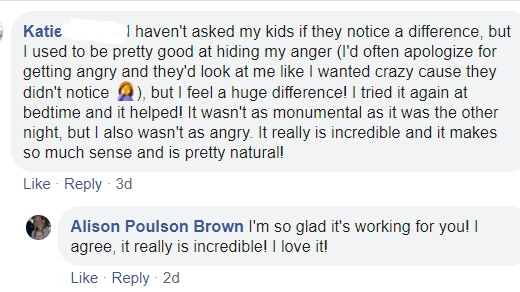 Katie I haven't asked my kids if they notice a difference, but
I used to be pretty good at hiding my anger (I'd often apologize for
getting angry and they'd look at me like I wanted crazy cause they
didn't notice 🤦‍♀️), but I feel a huge difference! I tried it again at
bedtime and it helped! It wasn't as monumental as it was the other
night, but I also wasn't as angry. It really is incredible and it makes
so much sense and is pretty natural!
Like · Reply · 3d
Alison Poulson Brown I'm so glad it's working for you! I
agree, it really is incredible! I love it!
Like · Reply · 2d